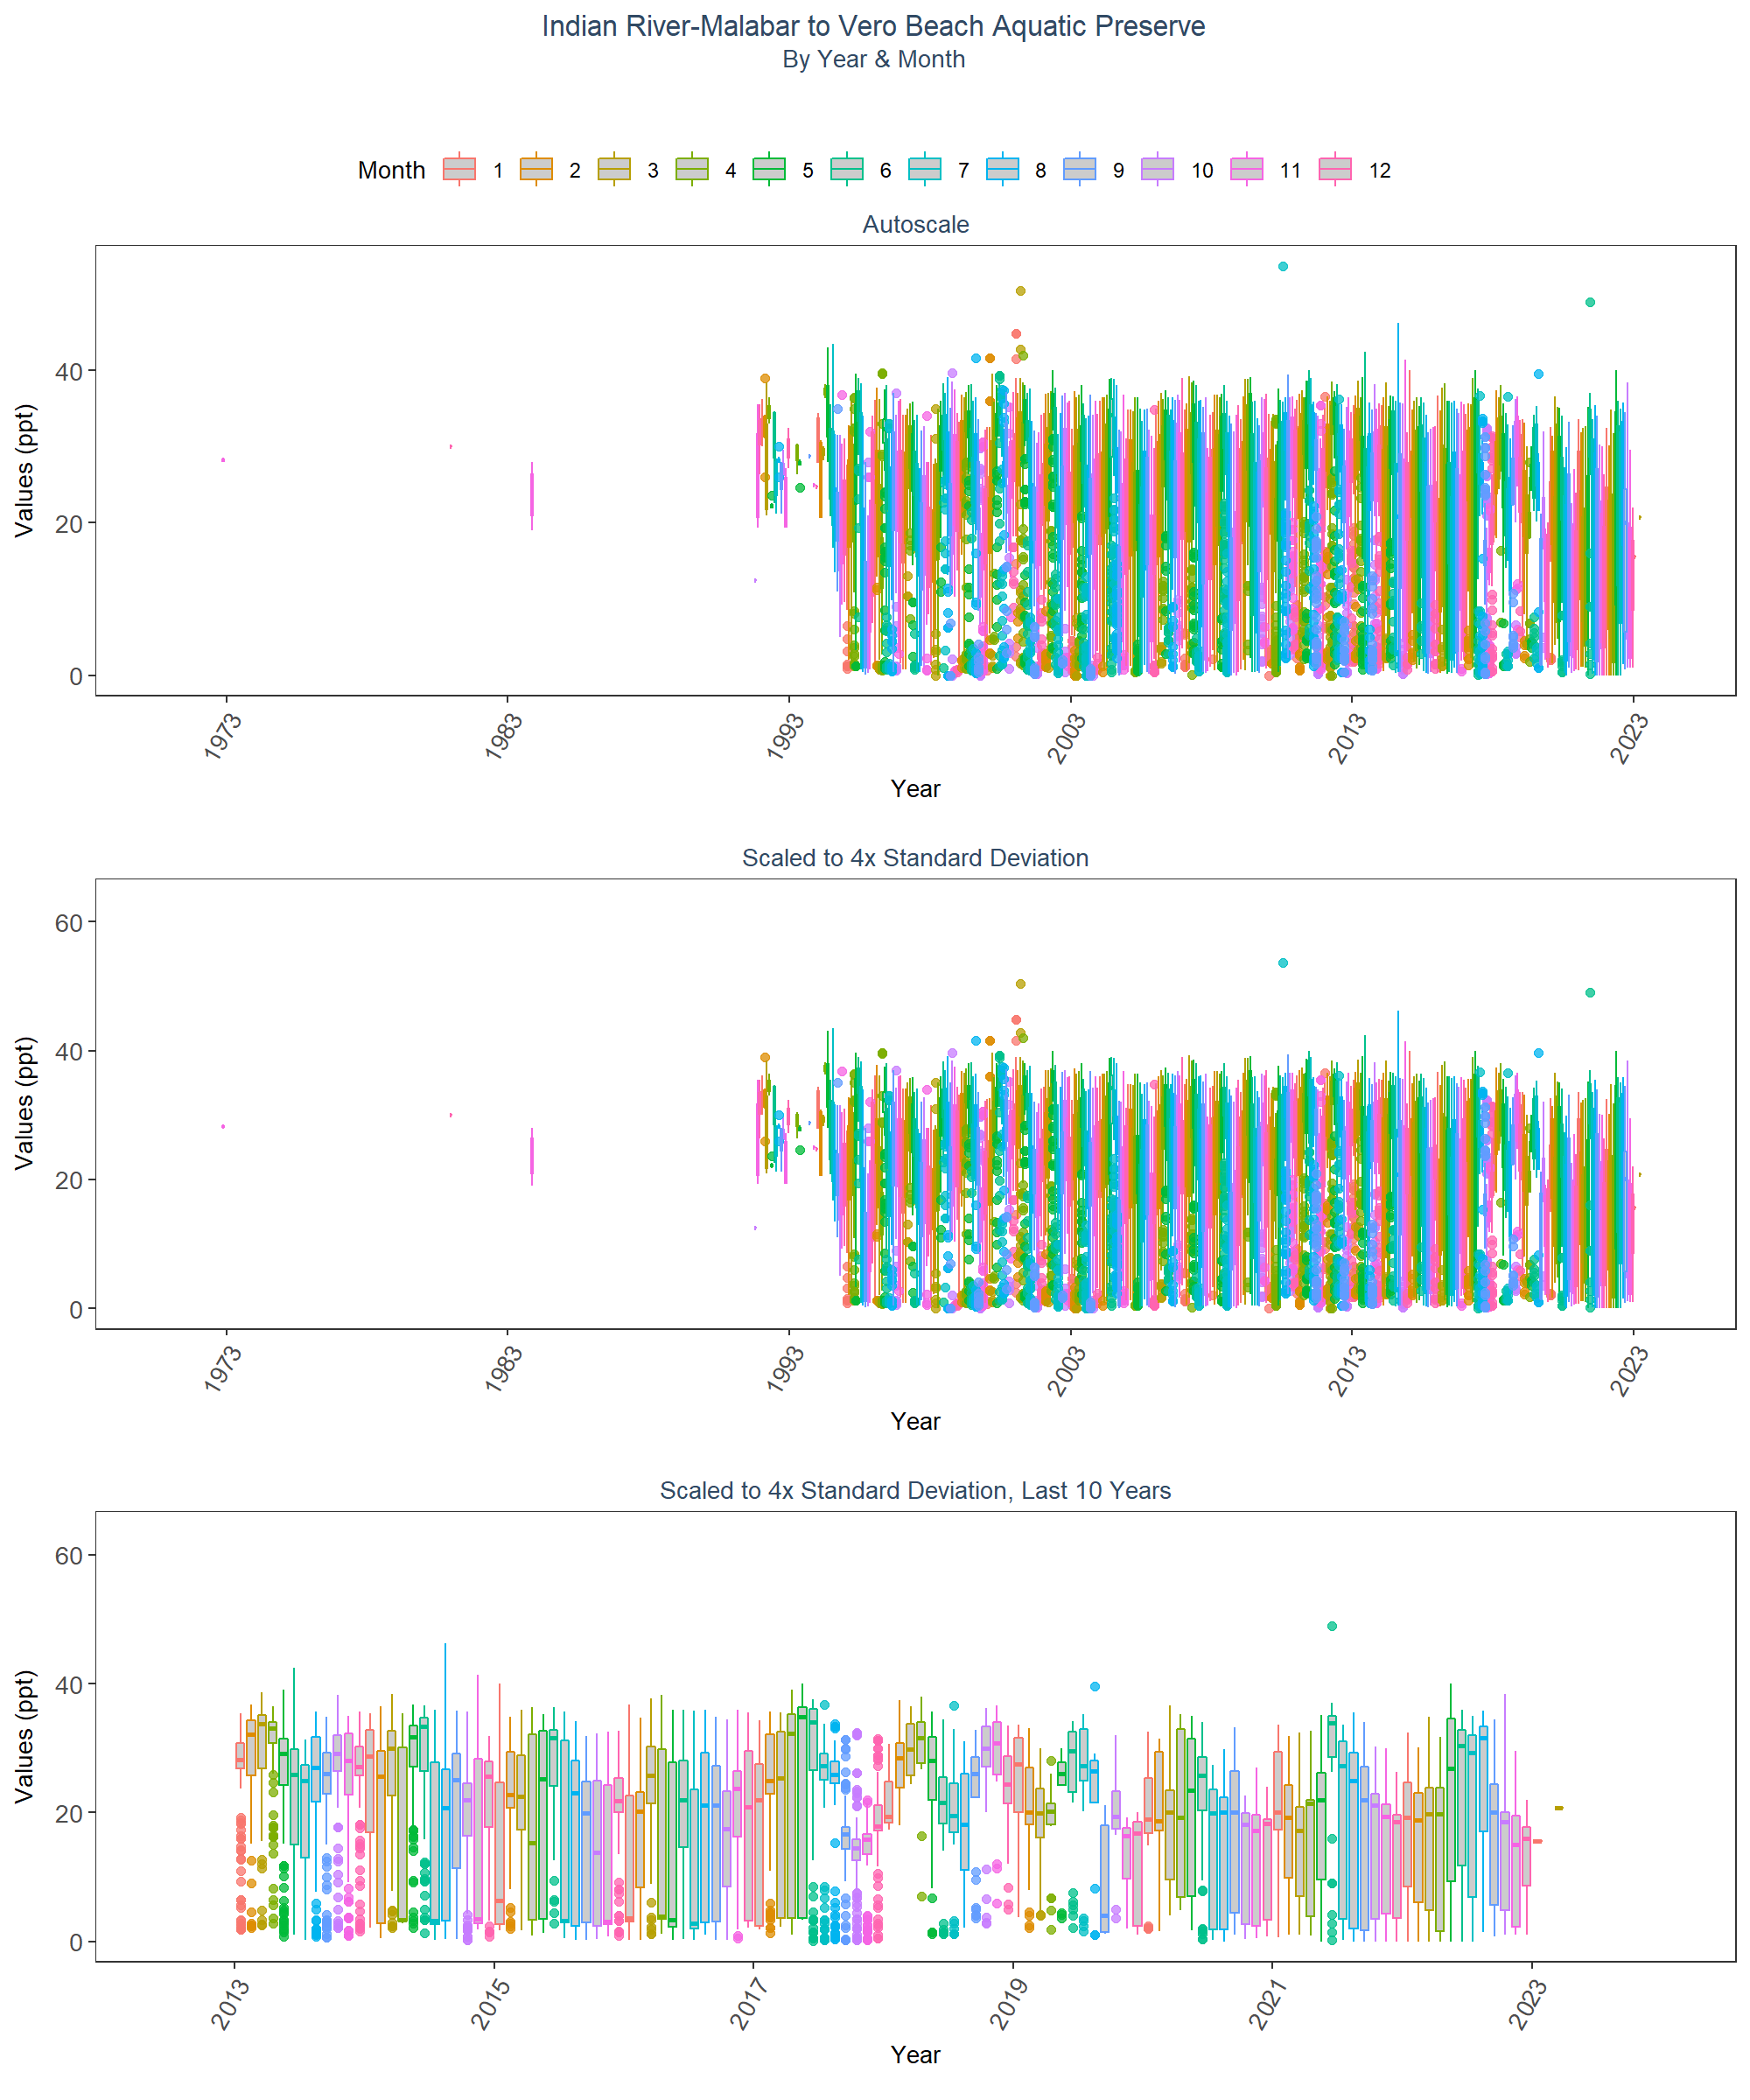 Indian River-Malabar to Vero Beach Aquatic Preserve
By Year & Month
Month 1 2 3 4 5 6 7 8 9 10 11 12
Autoscale
Values (ppt)
40
20
0
1973 1983 1993 2003 2013 2023
Year
Scaled to 4x Standard Deviation
Values (ppt)
60
40
20
0
1973 1983 1993 2003 2013 2023
Year
Scaled to 4x Standard Deviation, Last 10 Years
Values (ppt)
60
40
20
0
2013 2015 2017 2019 2021 2023
Year